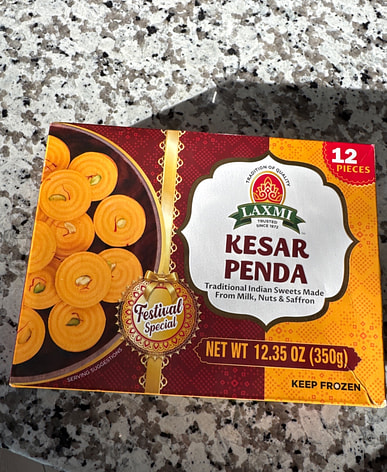 12
PIECES
TRADITION OF QUALITY
LAXMI
TRUSTED
SINCE 1972
KESAR
PENDA
Traditional Indian Sweets Made
From Milk, Nuts & Saffron
Festival
Special
NET WT 12.35 OZ (350g)
SERVING SUGGESTIONS
KEEP FROZEN